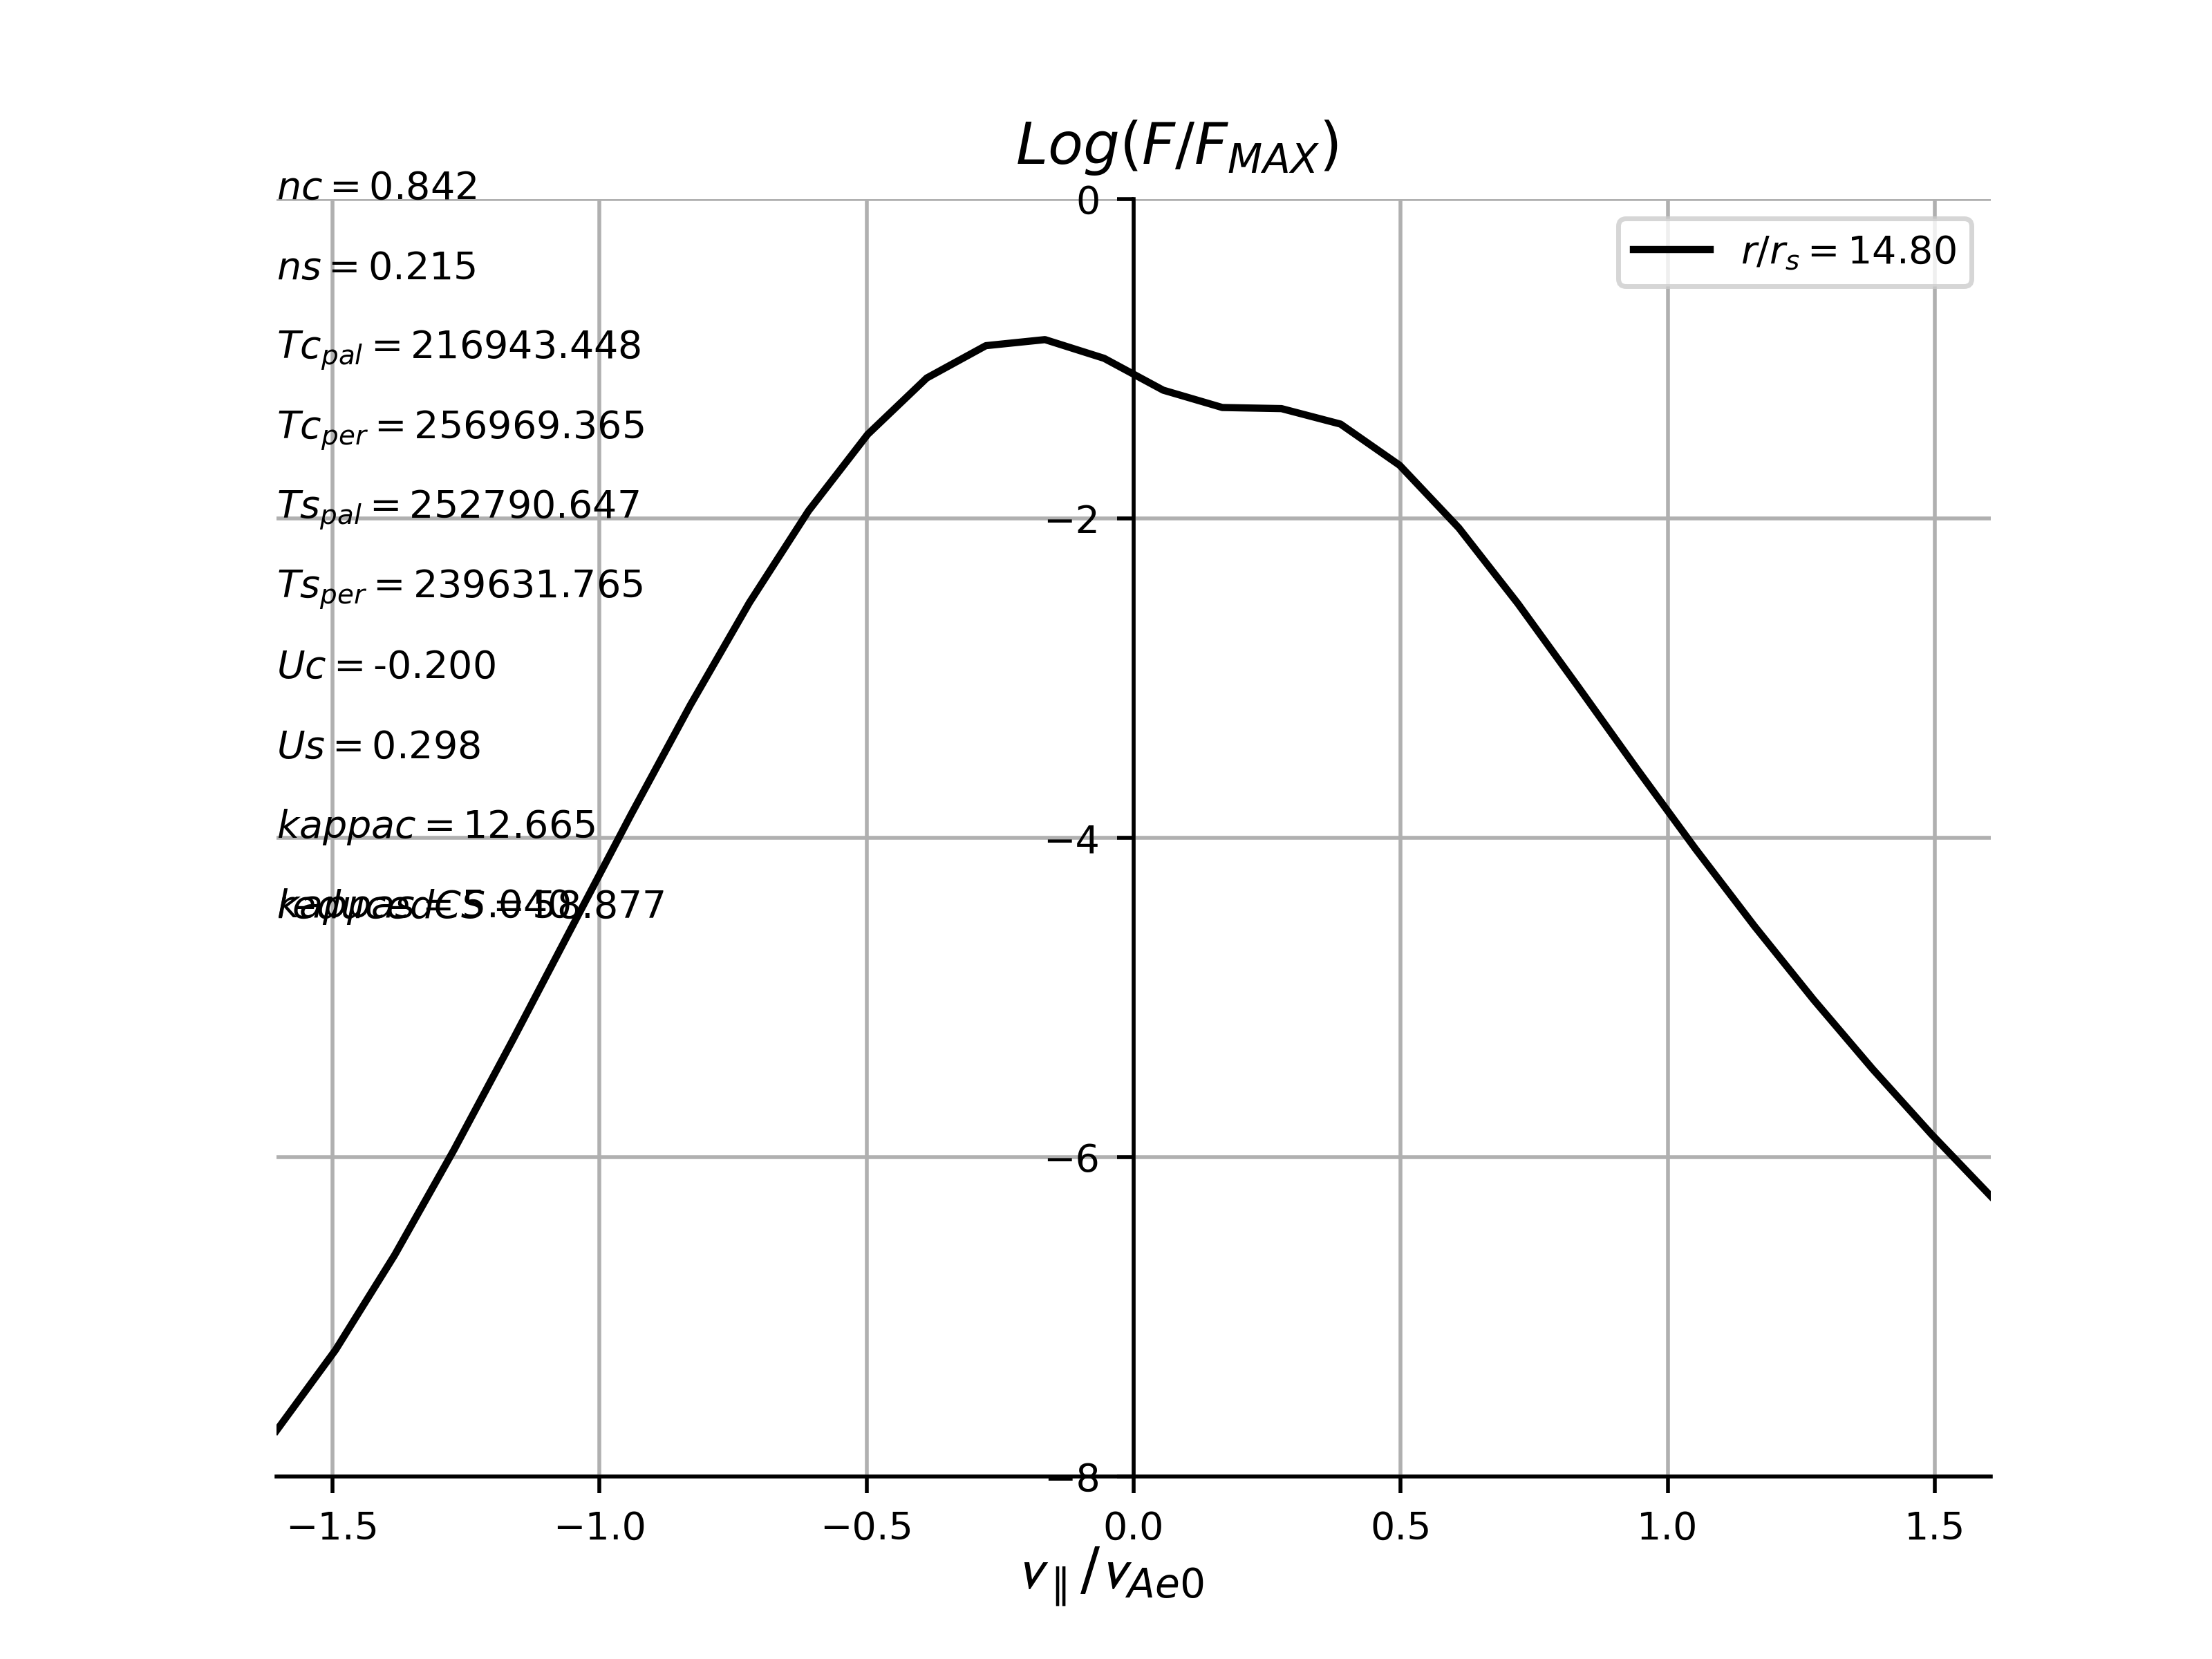 Log(F/F_MAX)
nc = 0.842
ns = 0.215
Tc_pal = 216943.448
Tc_per = 256969.365
Ts_pal = 252790.647
Ts_per = 239631.765
Uc = -0.200
Us = 0.298
kappac = 12.665
r/r_s = 14.80
0
−2
−4
−6
−8
−1.5 −1.0 −0.5 0.0 0.5 1.0 1.5
v_∥/v_Ae0